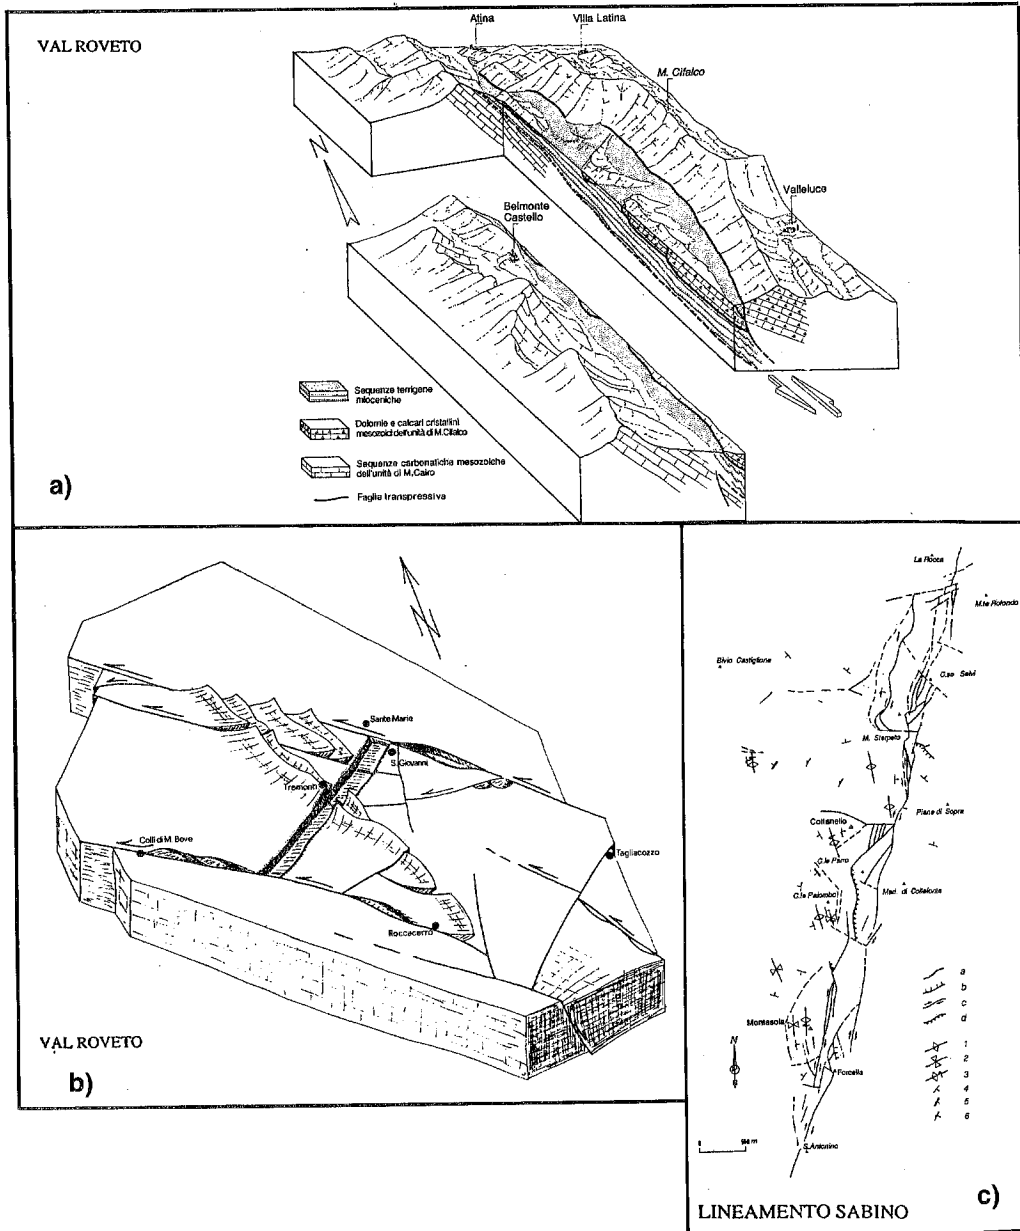 VAL ROVETO
Atina
Villa Latina
M. Cifalco
N
Valleluce
Belmonte
Castello
Sequenze terrigene
mioceniche
Dolomie e calcari cristallini
mesozoici dell'unità di M.Cifalco
Sequenze carbonatiche mesozoiche
dell'unità di M.Cairo
Faglia transpressiva
a)
N
Sante Marie
S. Giovanni
Tremonti
Colli di M. Bove
Tagliacozzo
Roccacerro
VAL ROVETO
b)
La Rocca
M.te Rotondo
Bivio Castiglione
C.se Selvi
M. Sterpeto
Piane di Sopra
Cottanello
C.le Parro
Mad. di Collefonte
C.le Palombo
a
b
c
d
Montasola
N
1
2
3
4
5
6
Forcella
S. Antonino
LINEAMENTO SABINO
c)